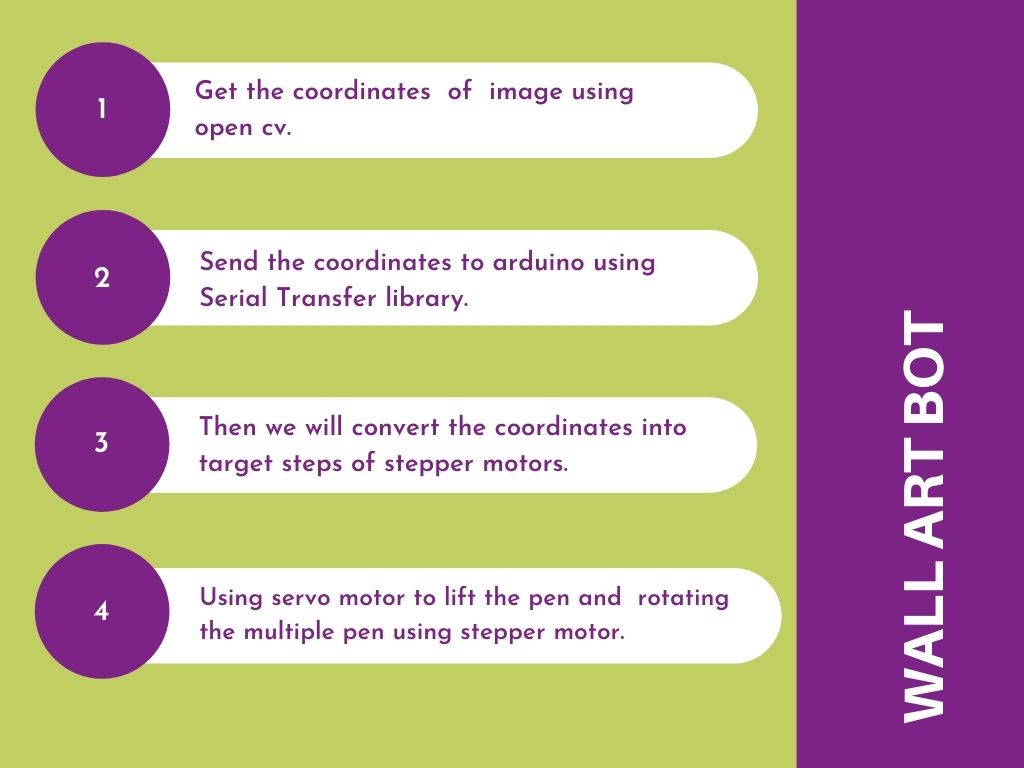 1
Get the coordinates  of  image using
open cv.
2
Send the coordinates to arduino using
Serial Transfer library.
3
Then we will convert the coordinates into
target steps of stepper motors.
4
Using servo motor to lift the pen and  rotating
the multiple pen using stepper motor.
WALL ART BOT